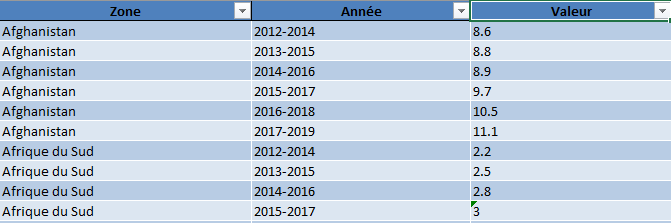 Zone Année Valeur
Afghanistan 2012-2014 8.6
Afghanistan 2013-2015 8.8
Afghanistan 2014-2016 8.9
Afghanistan 2015-2017 9.7
Afghanistan 2016-2018 10.5
Afghanistan 2017-2019 11.1
Afrique du Sud 2012-2014 2.2
Afrique du Sud 2013-2015 2.5
Afrique du Sud 2014-2016 2.8
Afrique du Sud 2015-2017 3